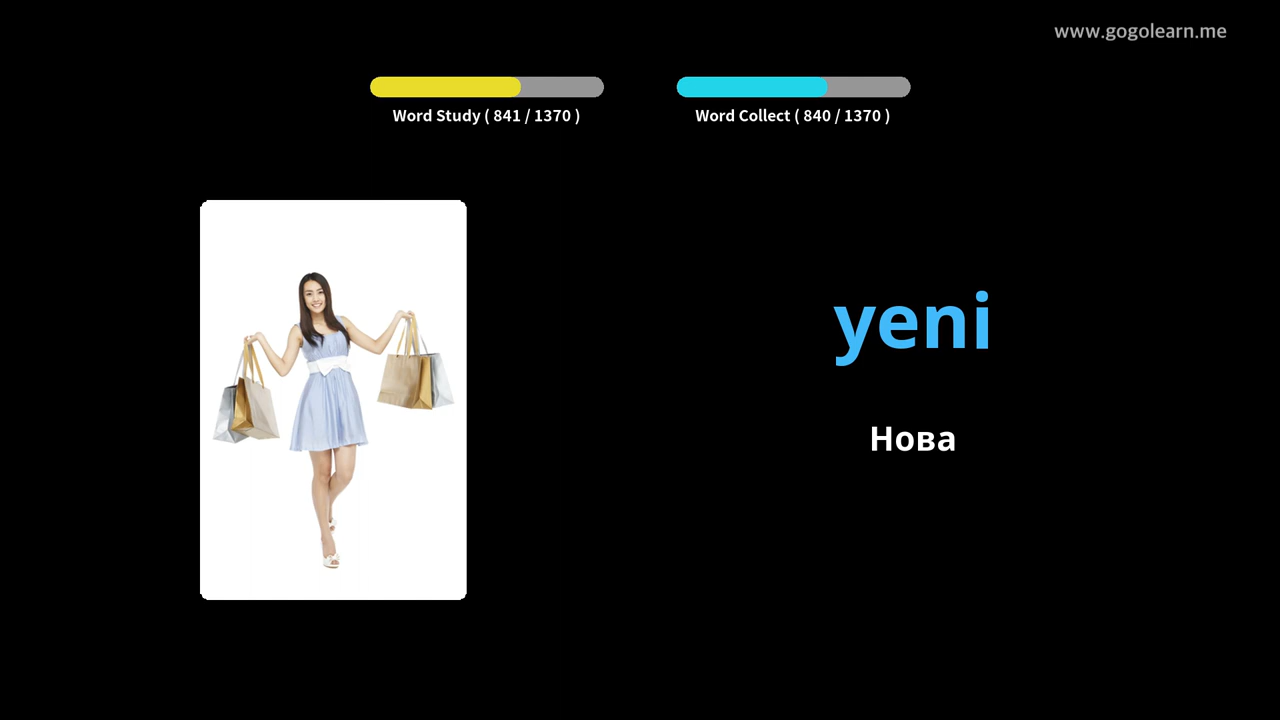 www.gogolearn.me
Word Study ( 841 / 1370 )
Word Collect ( 840 / 1370 )
yeni
Нова